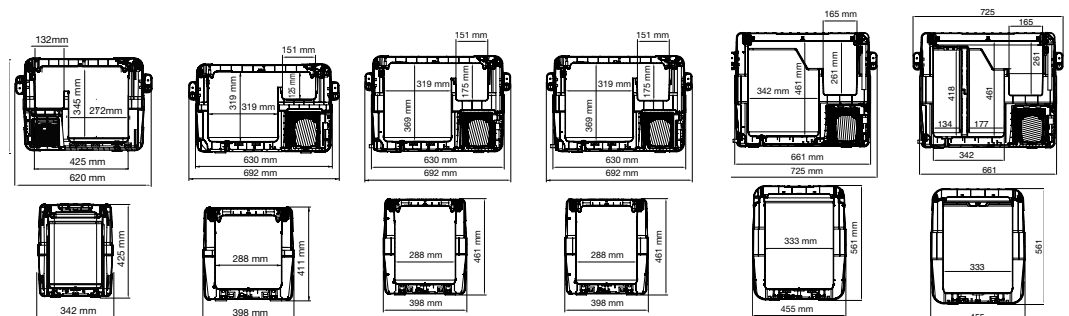 132mm
345 mm
272mm
425 mm
620 mm
151 mm
125 mm
319 mm
319 mm
630 mm
692 mm
151 mm
319 mm
175 mm
369 mm
630 mm
692 mm
151 mm
319 mm
175 mm
369 mm
630 mm
692 mm
165 mm
461 mm
261 mm
342 mm
661 mm
725 mm
725
165
261
418
461
134
177
342
661
425 mm
342 mm
288 mm
411 mm
398 mm
288 mm
461 mm
398 mm
288 mm
461 mm
398 mm
333 mm
561 mm
455 mm
333
561
455